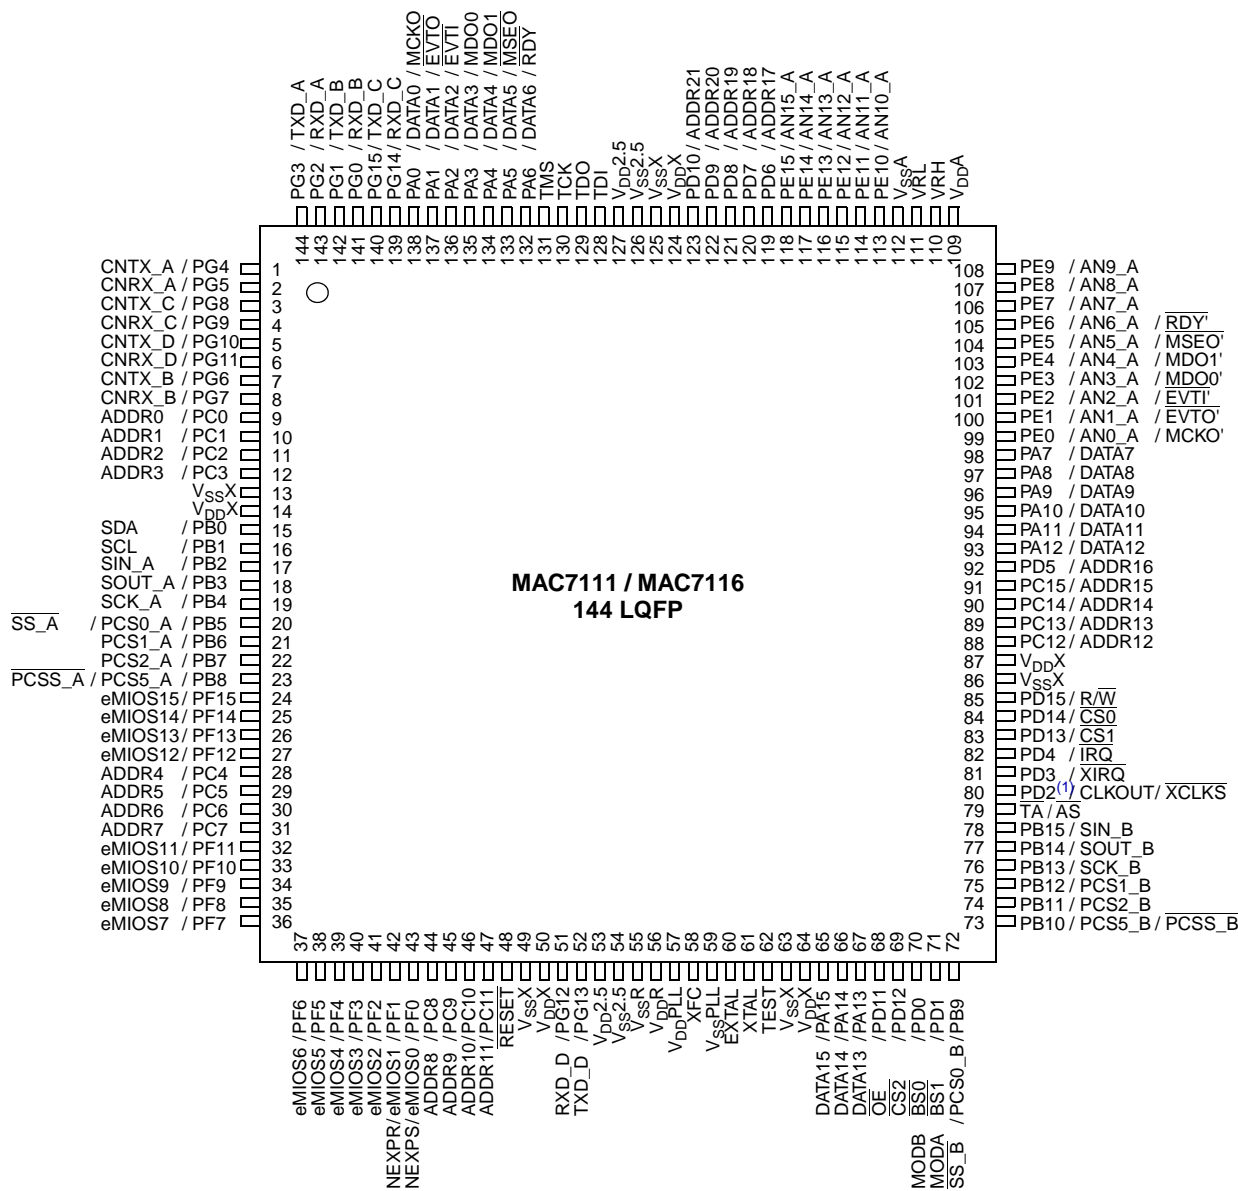 PG3 / TXD_A
PG2 / RXD_A
PG1 / TXD_B
PG0 / RXD_B
PG15 / TXD_C
PG14 / RXD_C
PA0 / DATA0 / MCKO
PA1 / DATA1 / EVTO
PA2 / DATA2 / EVTI
PA3 / DATA3 / MDO0
PA4 / DATA4 / MDO1
PA5 / DATA5 / MSEO
PA6 / DATA6 / RDY
TMS
TCK
TDO
TDI
VDD2.5
VSS2.5
VSSX
VDDX
PD10 / ADDR21
PD9 / ADDR20
PD8 / ADDR19
PD7 / ADDR18
PD6 / ADDR17
PE15 / AN15_A
PE14 / AN14_A
PE13 / AN13_A
PE12 / AN12_A
PE11 / AN11_A
PE10 / AN10_A
VSSA
VRL
VRH
VDDA
144
143
142
141
140
139
138
137
136
135
134
133
132
131
130
129
128
127
126
125
124
123
122
121
120
119
118
117
116
115
114
113
112
111
110
109
CNTX_A / PG4 1
CNRX_A / PG5 2
CNTX_C / PG8 3
CNRX_C / PG9 4
CNTX_D / PG10 5
CNRX_D / PG11 6
CNTX_B / PG6 7
CNRX_B / PG7 8
ADDR0 / PC0 9
ADDR1 / PC1 10
ADDR2 / PC2 11
ADDR3 / PC3 12
VSSX 13
VDDX 14
SDA / PB0 15
SCL / PB1 16
SIN_A / PB2 17
SOUT_A / PB3 18
SCK_A / PB4 19
SS_A / PCS0_A / PB5 20
PCS1_A / PB6 21
PCS2_A / PB7 22
PCSS_A / PCS5_A / PB8 23
eMIOS15 / PF15 24
eMIOS14 / PF14 25
eMIOS13 / PF13 26
eMIOS12 / PF12 27
ADDR4 / PC4 28
ADDR5 / PC5 29
ADDR6 / PC6 30
ADDR7 / PC7 31
eMIOS11 / PF11 32
eMIOS10 / PF10 33
eMIOS9 / PF9 34
eMIOS8 / PF8 35
eMIOS7 / PF7 36
MAC7111 / MAC7116
144 LQFP
108 PE9 / AN9_A
107 PE8 / AN8_A
106 PE7 / AN7_A
105 PE6 / AN6_A / RDY'
104 PE5 / AN5_A / MSEO'
103 PE4 / AN4_A / MDO1'
102 PE3 / AN3_A / MDO0'
101 PE2 / AN2_A / EVTI'
100 PE1 / AN1_A / EVTO'
99 PE0 / AN0_A / MCKO'
98 PA7 / DATA7
97 PA8 / DATA8
96 PA9 / DATA9
95 PA10 / DATA10
94 PA11 / DATA11
93 PA12 / DATA12
92 PD5 / ADDR16
91 PC15 / ADDR15
90 PC14 / ADDR14
89 PC13 / ADDR13
88 PC12 / ADDR12
87 VDDX
86 VSSX
85 PD15 / R/W
84 PD14 / CS0
83 PD13 / CS1
82 PD4 / IRQ
81 PD3 / XIRQ
80 PD2(1) / CLKOUT / XCLKS
79 TA / AS
78 PB15 / SIN_B
77 PB14 / SOUT_B
76 PB13 / SCK_B
75 PB12 / PCS1_B
74 PB11 / PCS2_B
73 PB10 / PCS5_B / PCSS_B
37
38
39
40
41
42
43
44
45
46
47
48
49
50
51
52
53
54
55
56
57
58
59
60
61
62
63
64
65
66
67
68
69
70
71
72
eMIOS6 / PF6
eMIOS5 / PF5
eMIOS4 / PF4
eMIOS3 / PF3
eMIOS2 / PF2
NEXPR / eMIOS1 / PF1
NEXPS / eMIOS0 / PF0
ADDR8 / PC8
ADDR9 / PC9
ADDR10 / PC10
ADDR11 / PC11
RESET
VSSX
VDDX
RXD_D / PG12
TXD_D / PG13
VDD2.5
VSS2.5
VSSR
VDDR
VDDPLL
XFC
VSSPLL
EXTAL
XTAL
TEST
VSSX
VDDX
DATA15 / PA15
DATA14 / PA14
DATA13 / PA13
OE / PD11
CS2 / PD12
MODB BS0 / PD0
MODA BS1 / PD1
SS_B / PCS0_B / PB9